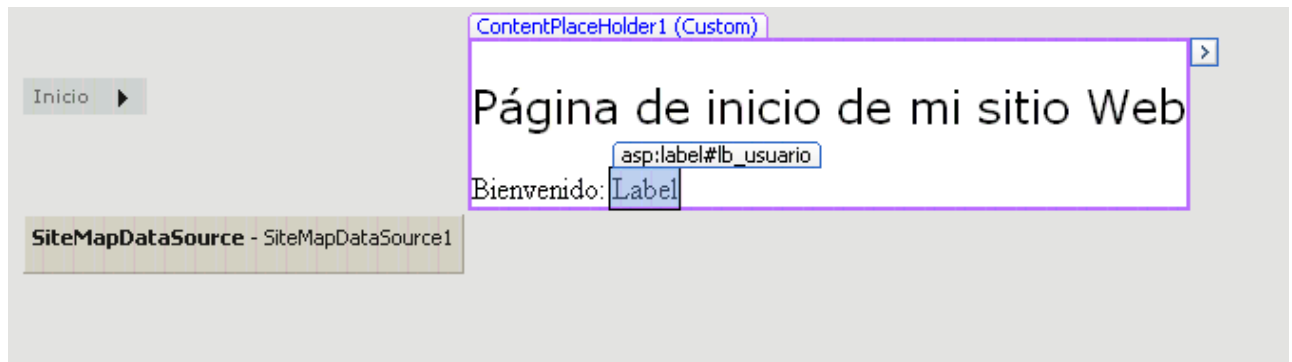 ContentPlaceHolder1 (Custom)
Inicio
Página de inicio de mi sitio Web
asp:label#lb_usuario
Bienvenido: Label
SiteMapDataSource - SiteMapDataSource1